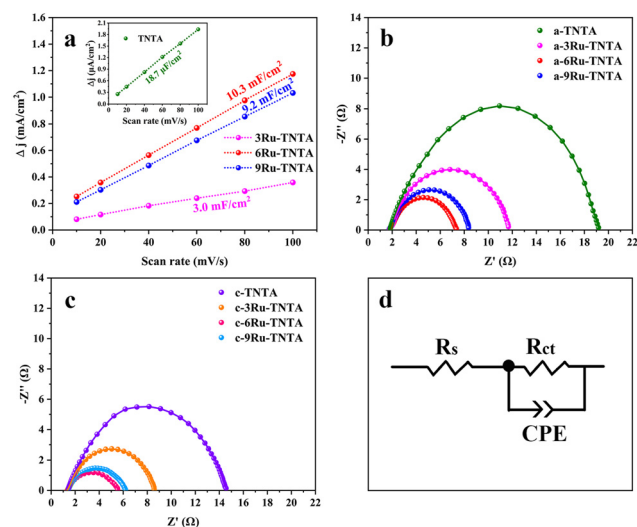 a
TNTA
18.7 µF/cm²
Δj (µA/cm²)
0.0
0.3
0.6
0.9
1.2
1.5
1.8
2.1
0 20 40 60 80 100
Scan rate (mV/s)
10.3 mF/cm²
9.2 mF/cm²
3.0 mF/cm²
3Ru-TNTA
6Ru-TNTA
9Ru-TNTA
Δ j (mA/cm²)
1.6
1.4
1.2
1.0
0.8
0.6
0.4
0.2
0.0
0 20 40 60 80 100
Scan rate (mV/s)
b
a-TNTA
a-3Ru-TNTA
a-6Ru-TNTA
a-9Ru-TNTA
-Z'' (Ω)
14
12
10
8
6
4
2
0
0 2 4 6 8 10 12 14 16 18 20 22
Z' (Ω)
c
c-TNTA
c-3Ru-TNTA
c-6Ru-TNTA
c-9Ru-TNTA
-Z'' (Ω)
14
12
10
8
6
4
2
0
0 2 4 6 8 10 12 14 16 18 20 22
Z' (Ω)
d
Rs
Rct
CPE